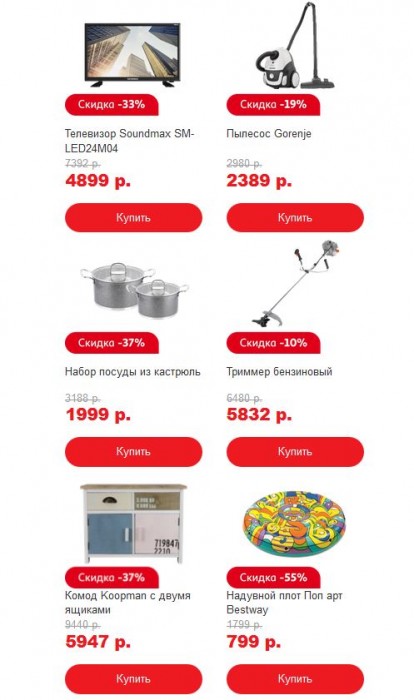 Скидка -33%
Телевизор Soundmax SM-
LED24M04
7392 р.
4899 р.
Купить
Скидка -19%
Пылесос Gorenje
2980 р.
2389 р.
Купить
Скидка -37%
Набор посуды из кастрюль
3188 р.
1999 р.
Купить
Скидка -10%
Триммер бензиновый
6480 р.
5832 р.
Купить
Скидка -37%
Комод Koopman с двумя
ящиками
9440 р.
5947 р.
Купить
Скидка -55%
Надувной плот Поп арт
Bestway
1799 р.
799 р.
Купить